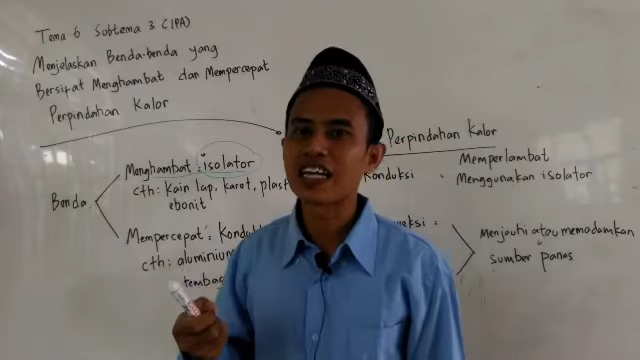 Tema 6 Subtema 3 (IPA)
Menjelaskan Benda-benda yang
Bersifat Menghambat dan Mempercepat
Perpindahan Kalor
Benda
Menghambat : isolator
cth : kain lap, karet, plast
ebonit
Mempercepat : Konduk
cth : aluminium
tembag
Perpindahan Kalor
Konduksi :
Memperlambat
Menggunakan isolator
eksi :
Menjauhi atau memadamkan
sumber panas